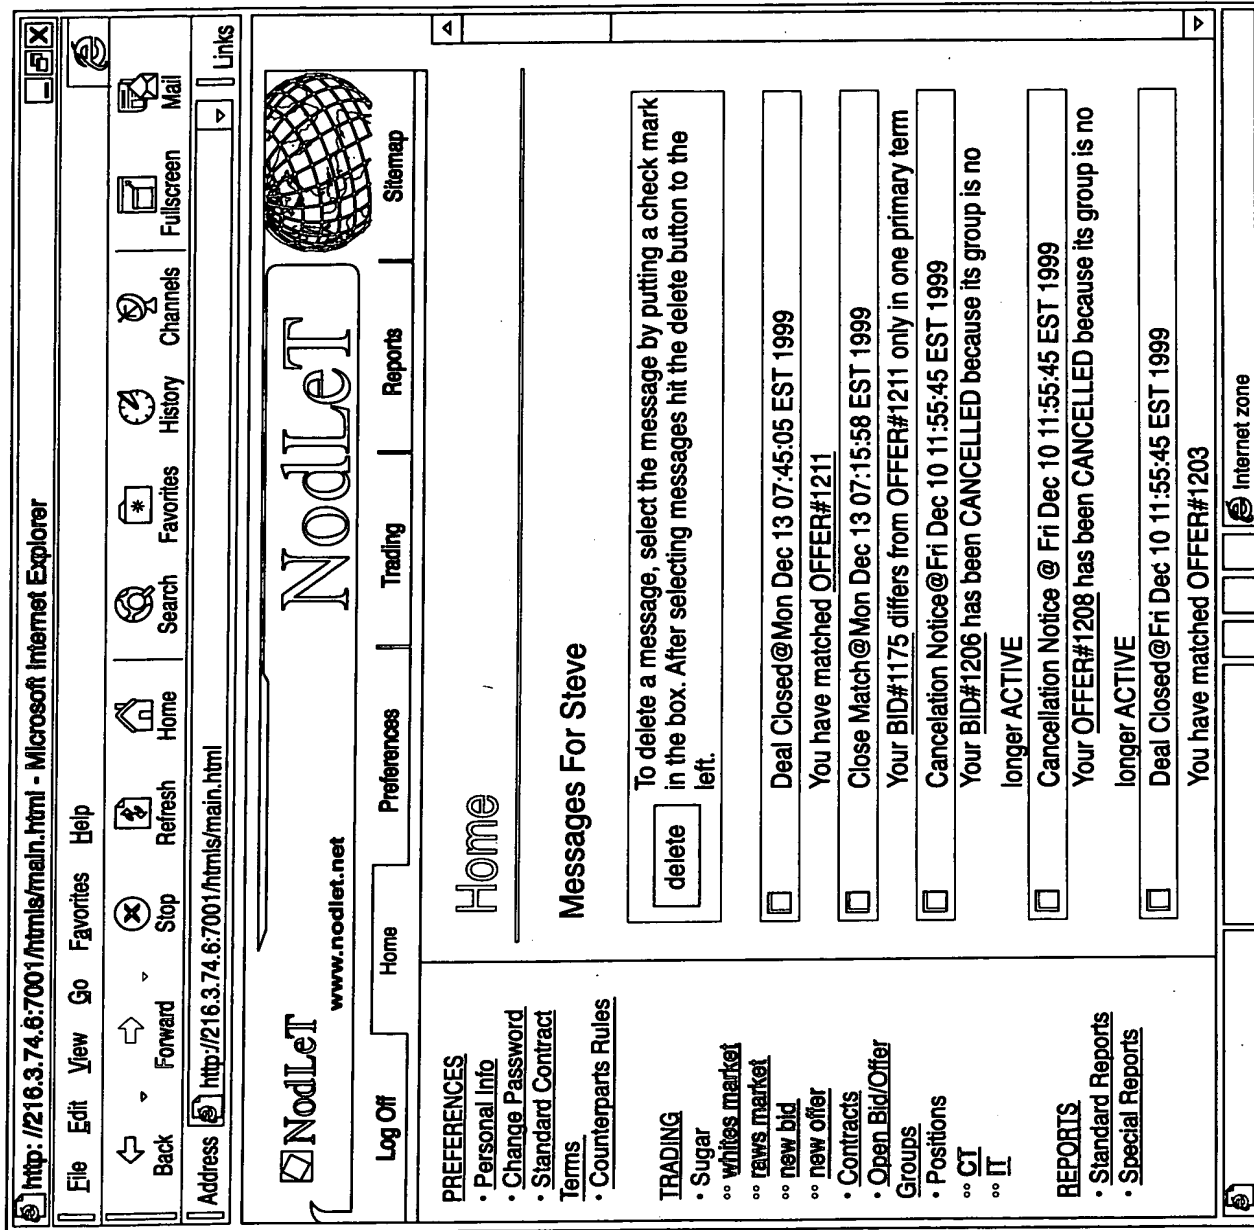 http: //216.3.74.6:7001/htmls/main.html - Microsoft Internet Explorer
File Edit View Go Favorites Help
Back Forward Stop Refresh Home Search Favorites History Channels Fullscreen Mail
Address http://216.3.74.6:7001/htmls/main.html Links
NodLeT
www.nodlet.net
NodLeT
Log Off Home Preferences Trading Reports Sitemap
PREFERENCES
• Personal Info
• Change Password
• Standard Contract
Terms
• Counterparts Rules
TRADING
• Sugar
°° whites market
°° raws market
°° new bid
°° new offer
• Contracts
• Open Bid/Offer
Groups
• Positions
°° CT
°° IT
REPORTS
• Standard Reports
• Special Reports
Home
Messages For Steve
delete
To delete a message, select the message by putting a check mark
in the box. After selecting messages hit the delete button to the
left.
Deal Closed@Mon Dec 13 07:45:05 EST 1999
You have matched OFFER#1211
Close Match@Mon Dec 13 07:15:58 EST 1999
Your BID#1175 differs from OFFER#1211 only in one primary term
Cancelation Notice@Fri Dec 10 11:55:45 EST 1999
Your BID#1206 has been CANCELLED because its group is no
longer ACTIVE
Cancellation Notice @ Fri Dec 10 11:55:45 EST 1999
Your OFFER#1208 has been CANCELLED because its group is no
longer ACTIVE
Deal Closed@Fri Dec 10 11:55:45 EST 1999
You have matched OFFER#1203
Internet zone